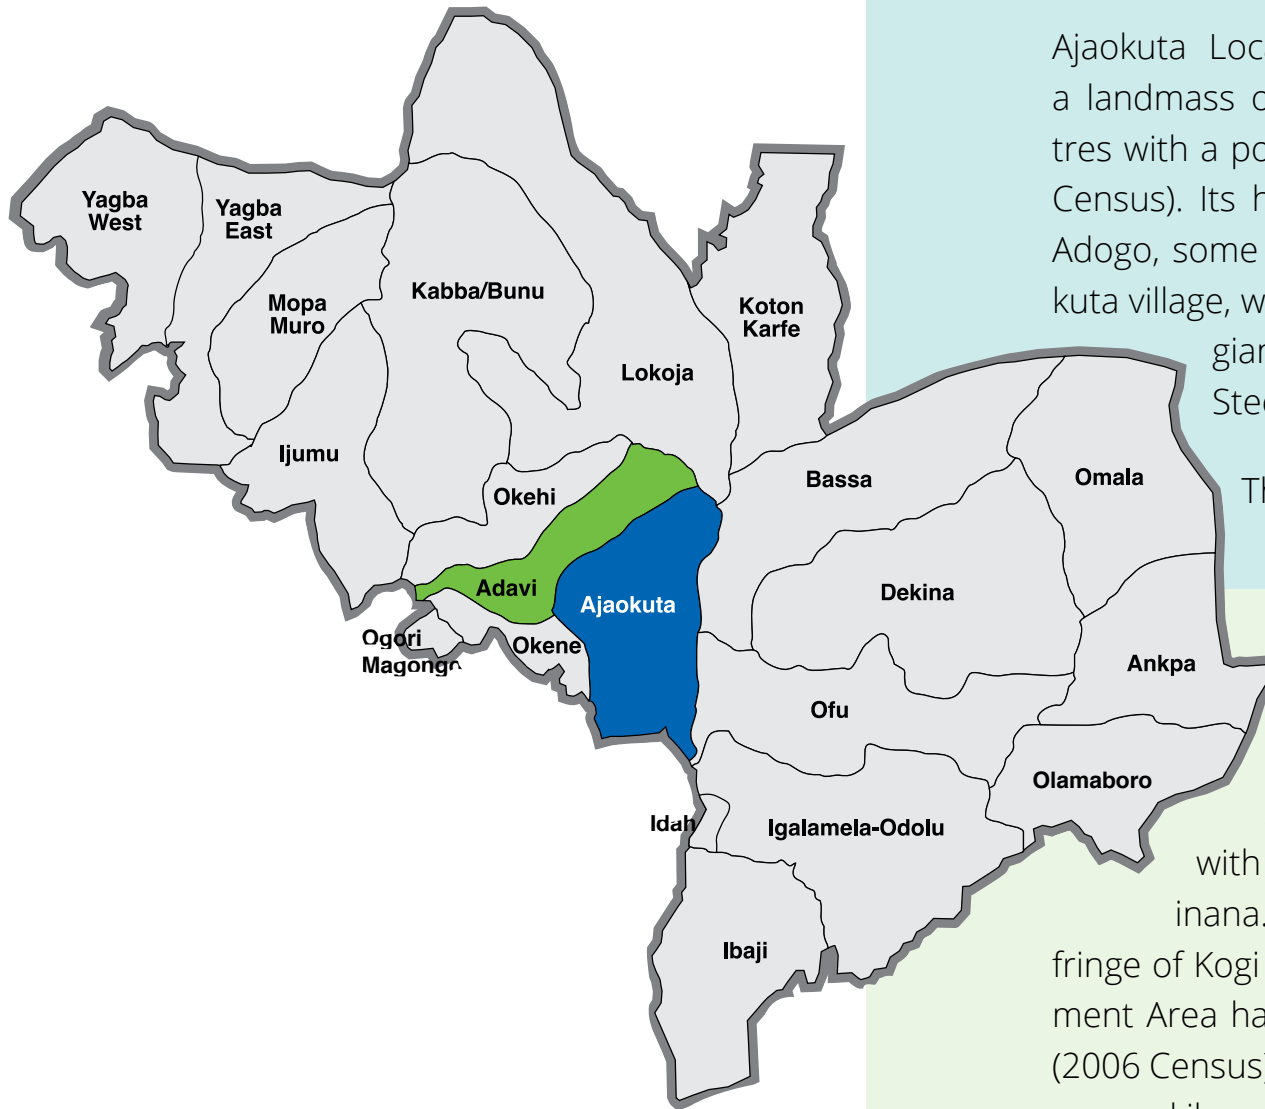 Yagba
West
Yagba
East
Mopa
Muro
Kabba/Bunu
Koton
Karfe
Lokoja
Ijumu
Okehi
Bassa
Omala
Adavi
Ajaokuta
Dekina
Ogori
Magongo
Okene
Ankpa
Ofu
Olamaboro
Idah
Igalamela-Odolu
Ibaji
Ajaokuta Loc
a landmass o
tres with a po
Census). Its h
Adogo, some
kuta village, w
gian
Stee
Th
with
inana.
fringe of Kogi
ment Area ha
(2006 Census)